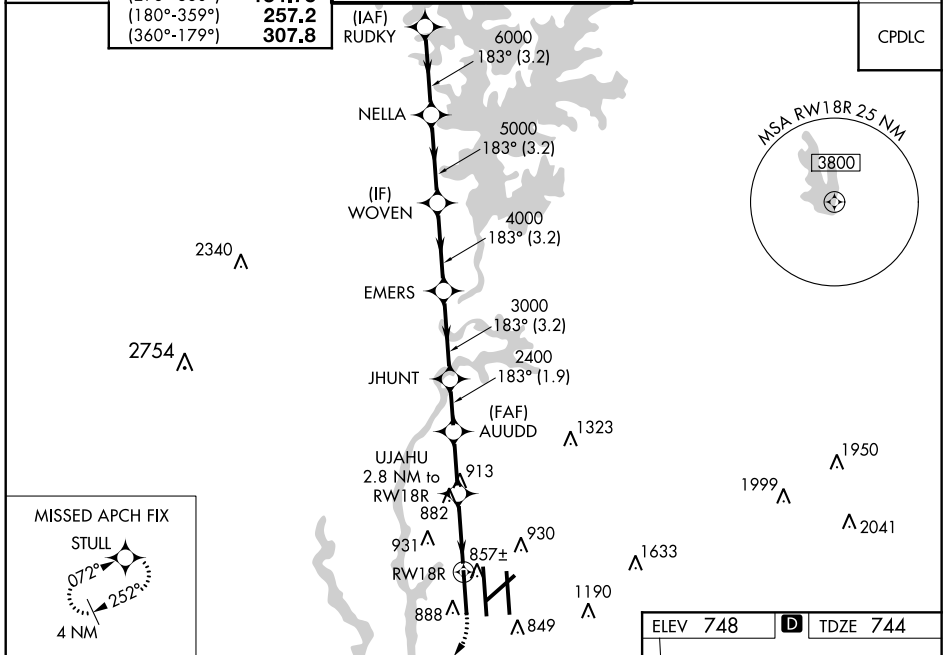 (180°-359°) 257.2
(360°-179°) 307.8
(IAF)
RUDKY
6000
183° (3.2)
CPDLC
NELLA
5000
183° (3.2)
MSA RW18R 25 NM
3800
(IF)
WOVEN
4000
183° (3.2)
2340
EMERS
3000
183° (3.2)
2754
2400
183° (1.9)
JHUNT
(FAF)
AUUDD
1323
UJAHU
2.8 NM to
RW18R
913
1950
1999
882
2041
MISSED APCH FIX
STULL
072°
252°
4 NM
931
930
857±
1633
RW18R
1190
888
849
ELEV 748 D TDZE 744